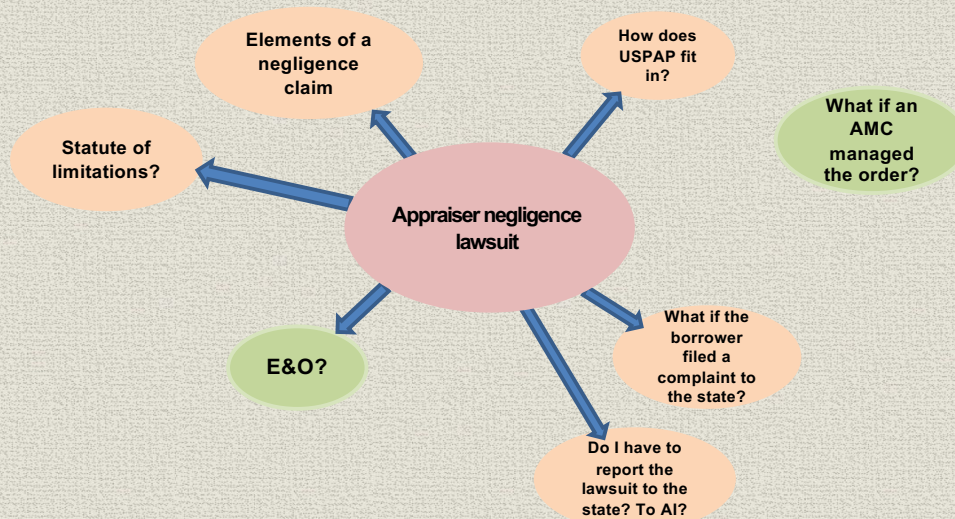 Elements of a
negligence
claim
How does
USPAP fit
in?
What if an
AMC
managed
the order?
Statute of
limitations?
Appraiser negligence
lawsuit
E&O?
What if the
borrower
filed a
complaint to
the state?
Do I have to
report the
lawsuit to the
state? To AI?